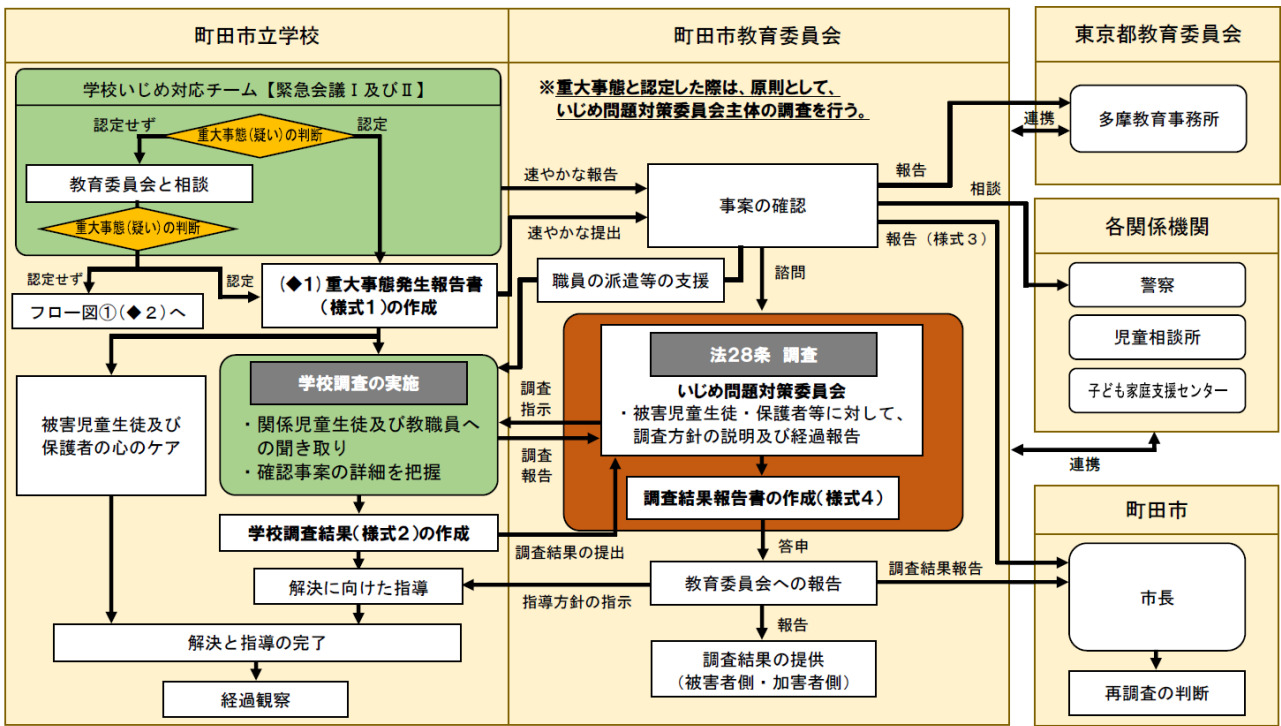 町田市立学校
学校いじめ対応チーム【緊急会議Ⅰ及びⅡ】
認定せず
重大事態(疑い)の判断
認定
教育委員会と相談
重大事態(疑い)の判断
認定せず
認定
フロー図①(◆2)へ
(◆1)重大事態発生報告書
(様式1)の作成
学校調査の実施
・関係児童生徒及び教職員へ
の聞き取り
・確認事案の詳細を把握
被害児童生徒及び
保護者の心のケア
学校調査結果(様式2)の作成
解決に向けた指導
解決と指導の完了
経過観察
町田市教育委員会
※重大事態と認定した際は、原則として、
いじめ問題対策委員会主体の調査を行う。
速やかな報告
速やかな提出
事案の確認
報告
相談
報告(様式3)
職員の派遣等の支援
諮問
法28条 調査
いじめ問題対策委員会
・被害児童生徒・保護者等に対して、
調査方針の説明及び経過報告
調査
指示
調査
報告
調査結果報告書の作成(様式4)
調査結果の提出
答申
教育委員会への報告
調査結果報告
指導方針の指示
報告
調査結果の提供
(被害者側・加害者側)
東京都教育委員会
連携
多摩教育事務所
各関係機関
警察
児童相談所
子ども家庭支援センター
連携
町田市
市長
再調査の判断